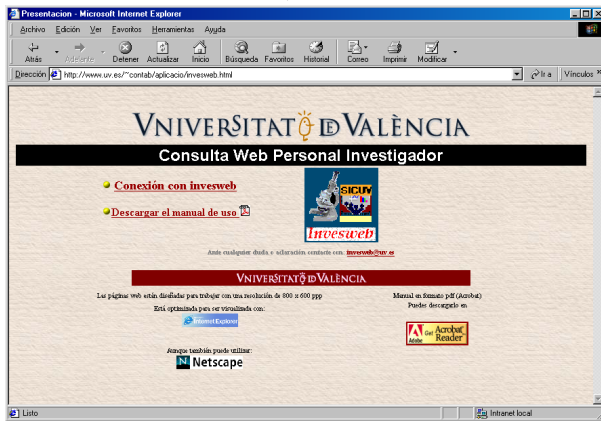 Presentacion - Microsoft Internet Explorer
Archivo Edición Ver Favoritos Herramientas Ayuda
Atrás Adelante Detener Actualizar Inicio Búsqueda Favoritos Historial Correo Imprimir Modificar
Dirección http://www.uv.es/~contab/aplicacio/invesweb.html Ir a Vínculos »
VNIVERSITAT DE VALÈNCIA
Consulta Web Personal Investigador
Conexión con invesweb
Descargar el manual de uso
SICUV
Invesweb
Ante cualquier duda o aclaración contacte con: invesweb@uv.es
VNIVERSITAT DE VALÈNCIA
Las páginas web están diseñadas para trabajar con una resolución de 800 x 600 ppp
Manual en formato pdf (Acrobat)
Está optimizada para ser visualizada con:
Puedes descargarlo en
Internet Explorer
Adobe Get Acrobat Reader
Aunque también puede utilizar:
N Netscape
Listo Intranet local